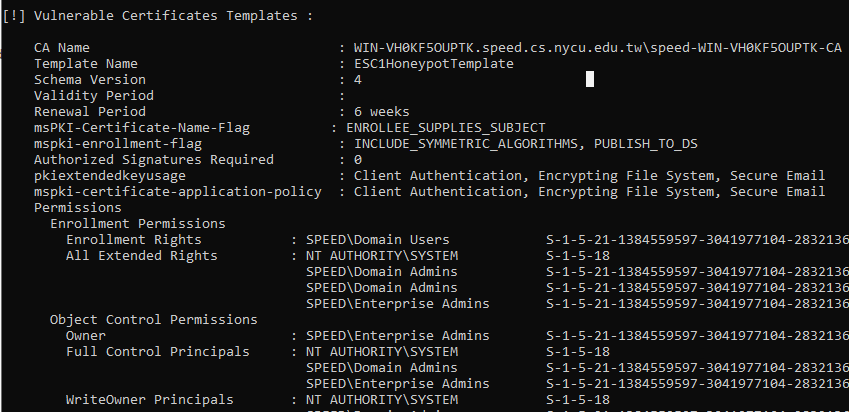 [!] Vulnerable Certificates Templates :
CA Name : WIN-VH0KF5OUPTK.speed.cs.nycu.edu.tw\speed-WIN-VH0KF5OUPTK-CA
Template Name : ESC1HoneypotTemplate
Schema Version : 4
Validity Period :
Renewal Period : 6 weeks
msPKI-Certificate-Name-Flag : ENROLLEE_SUPPLIES_SUBJECT
mspki-enrollment-flag : INCLUDE_SYMMETRIC_ALGORITHMS, PUBLISH_TO_DS
Authorized Signatures Required : 0
pkiextendedkeyusage : Client Authentication, Encrypting File System, Secure Email
mspki-certificate-application-policy : Client Authentication, Encrypting File System, Secure Email
Permissions
Enrollment Permissions
Enrollment Rights : SPEED\Domain Users S-1-5-21-1384559597-3041977104-2832136
All Extended Rights : NT AUTHORITY\SYSTEM S-1-5-18
SPEED\Domain Admins S-1-5-21-1384559597-3041977104-2832136
SPEED\Domain Admins S-1-5-21-1384559597-3041977104-2832136
SPEED\Enterprise Admins S-1-5-21-1384559597-3041977104-2832136
Object Control Permissions
Owner : SPEED\Enterprise Admins S-1-5-21-1384559597-3041977104-2832136
Full Control Principals : NT AUTHORITY\SYSTEM S-1-5-18
SPEED\Domain Admins S-1-5-21-1384559597-3041977104-2832136
SPEED\Enterprise Admins S-1-5-21-1384559597-3041977104-2832136
WriteOwner Principals : NT AUTHORITY\SYSTEM S-1-5-18